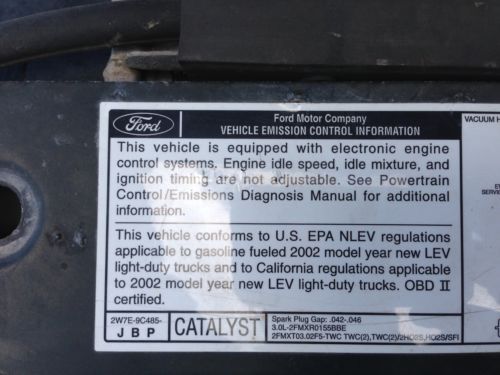 Ford
Ford Motor Company
VEHICLE EMISSION CONTROL INFORMATION
VACUUM H
This vehicle is equipped with electronic engine
control systems. Engine idle speed, idle mixture, and
ignition timing are not adjustable. See Powertrain
Control/Emissions Diagnosis Manual for additional
information.
This vehicle conforms to U.S. EPA NLEV regulations
applicable to gasoline fueled 2002 model year new LEV
light-duty trucks and to California regulations applicable
to 2002 model year new LEV light-duty trucks. OBD II
certified.
2W7E-9C485-
J B P
CATALYST
Spark Plug Gap: .042-.046
3.0L-2FMXR0155BBE
2FMXT03.02F5-TWC TWC(2),TWC(2)/2HO2S,HO2S/SFI